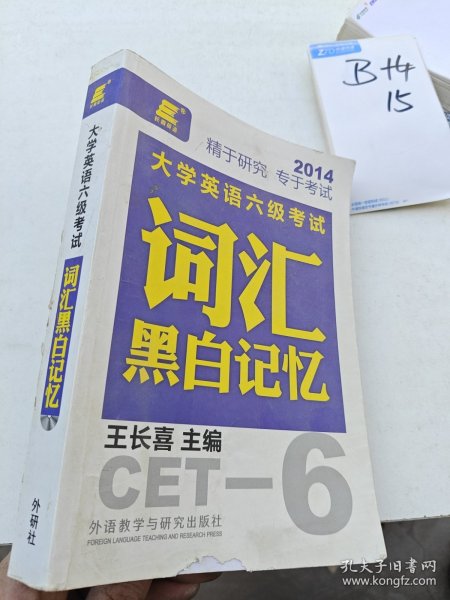 精于研究 专于考试
2014
大学英语六级考试
词汇
黑白记忆
王长喜 主编
CET-6
外语教学与研究出版社
FOREIGN LANGUAGE TEACHING AND RESEARCH PRESS
大学英语六级考试
词汇黑白记忆
外研社
B 14
15
孔夫子旧书网
www.kongfz.com